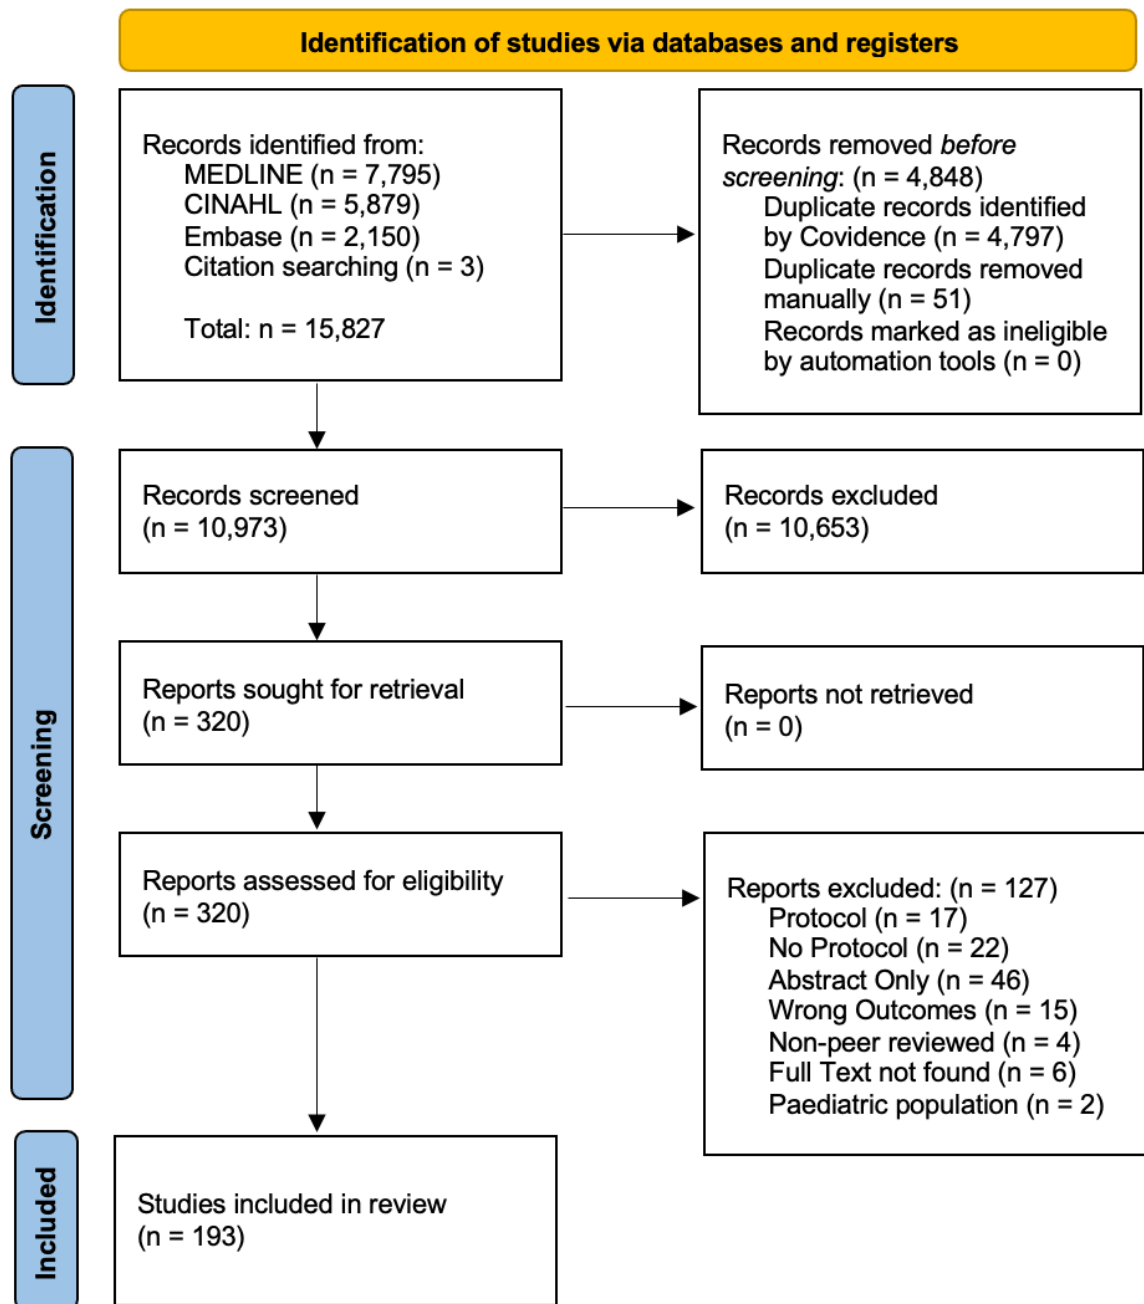 Identification of studies via databases and registers
Identification
Records identified from:
MEDLINE (n = 7,795)
CINAHL (n = 5,879)
Embase (n = 2,150)
Citation searching (n = 3)
Total: n = 15,827
Records removed before
screening: (n = 4,848)
Duplicate records identified
by Covidence (n = 4,797)
Duplicate records removed
manually (n = 51)
Records marked as ineligible
by automation tools (n = 0)
Screening
Records screened
(n = 10,973)
Records excluded
(n = 10,653)
Reports sought for retrieval
(n = 320)
Reports not retrieved
(n = 0)
Reports assessed for eligibility
(n = 320)
Reports excluded: (n = 127)
Protocol (n = 17)
No Protocol (n = 22)
Abstract Only (n = 46)
Wrong Outcomes (n = 15)
Non-peer reviewed (n = 4)
Full Text not found (n = 6)
Paediatric population (n = 2)
Included
Studies included in review
(n = 193)